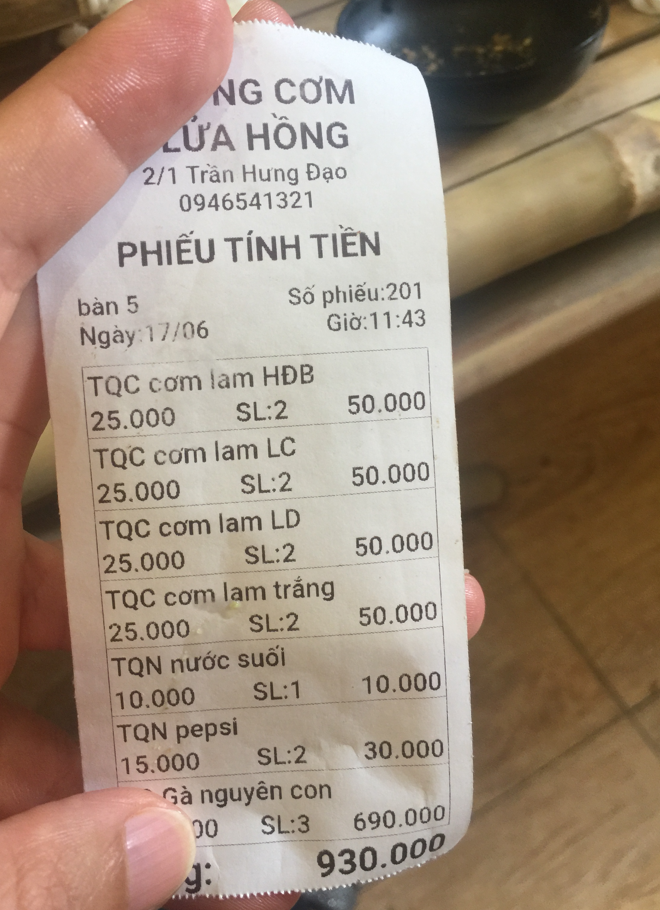 NG CƠM
LỬA HỒNG
2/1 Trần Hưng Đạo
0946541321
PHIẾU TÍNH TIỀN
bàn 5 Số phiếu:201
Ngày:17/06 Giờ:11:43
TQC cơm lam HĐB
25.000 SL:2 50.000
TQC cơm lam LC
25.000 SL:2 50.000
TQC cơm lam LD
25.000 SL:2 50.000
TQC cơm lam trắng
25.000 SL:2 50.000
TQN nước suối
10.000 SL:1 10.000
TQN pepsi
15.000 SL:2 30.000
Gà nguyên con
00 SL:3 690.000
g: 930.000